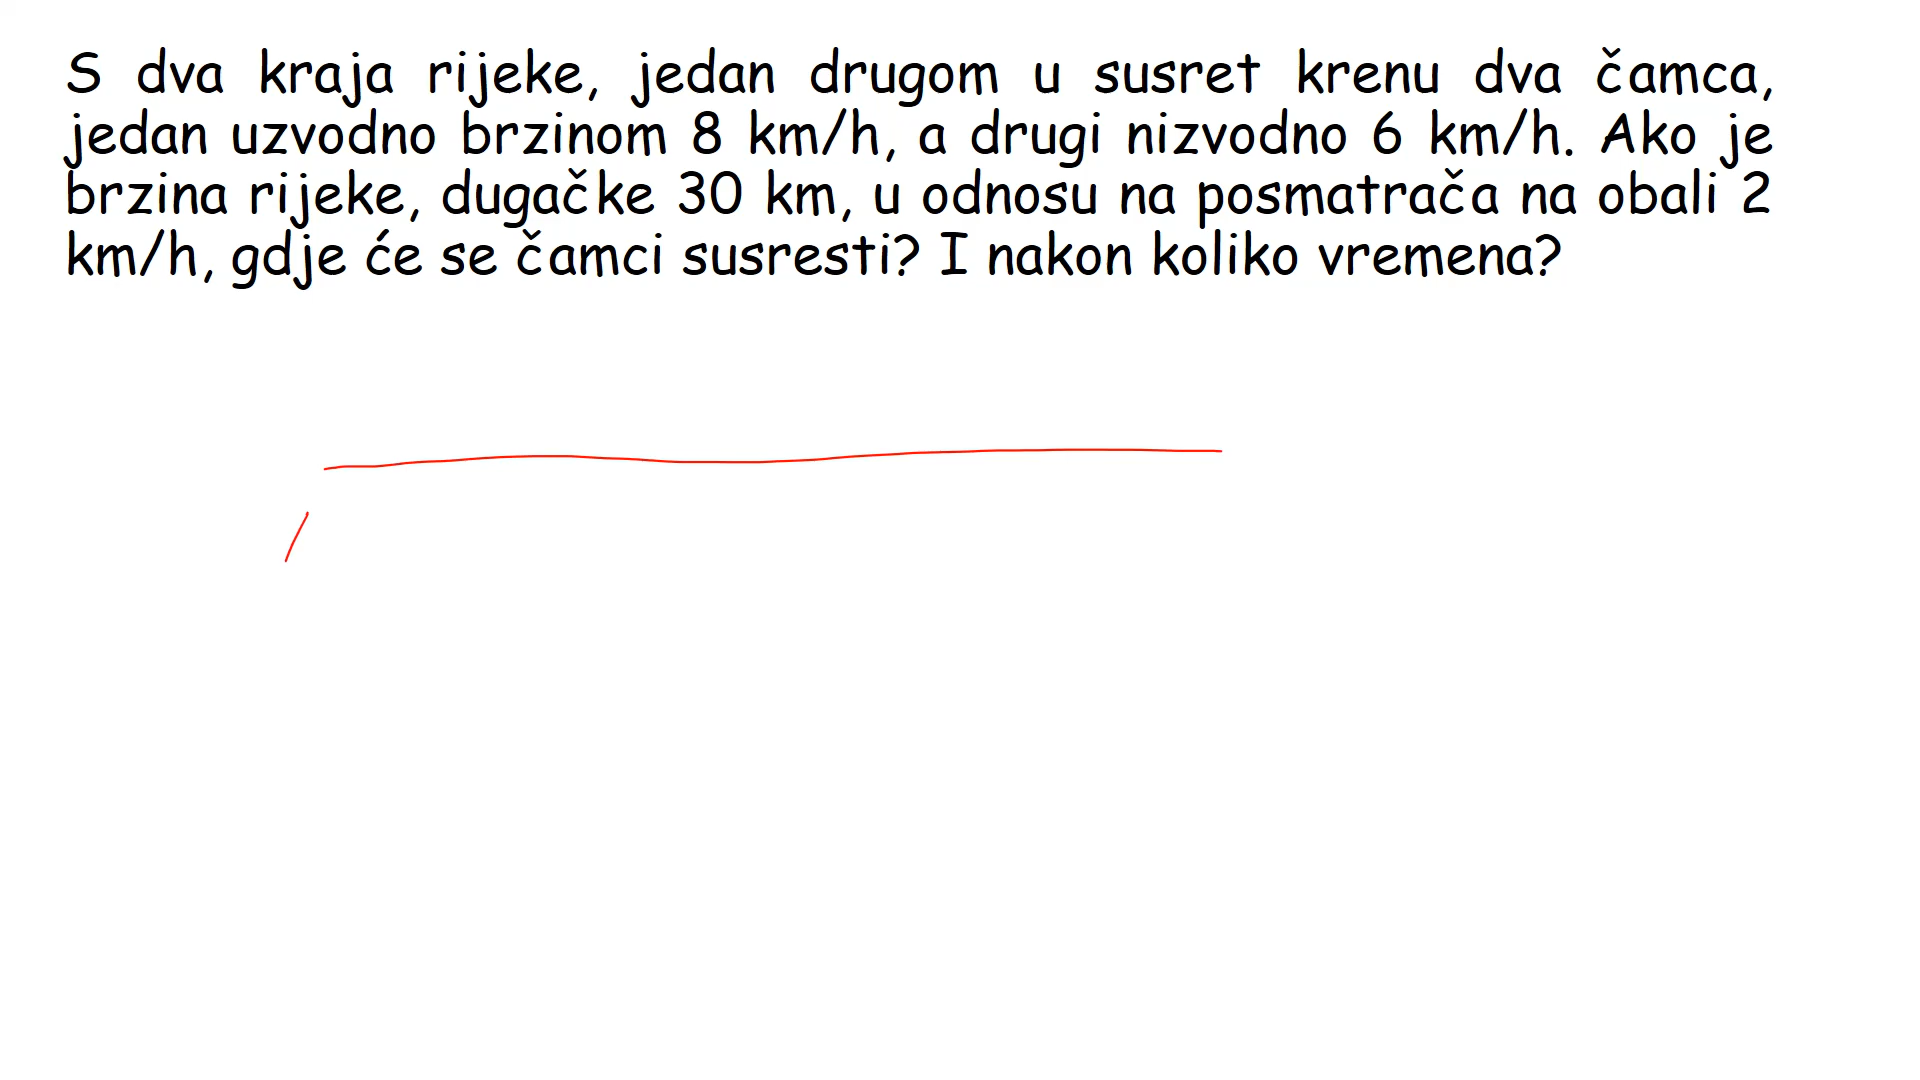 S dva kraja rijeke, jedan drugom u susret krenu dva čamca,
jedan uzvodno brzinom 8 km/h, a drugi nizvodno 6 km/h. Ako je
brzina rijeke, dugačke 30 km, u odnosu na posmatrača na obali 2
km/h, gdje će se čamci susresti? I nakon koliko vremena?